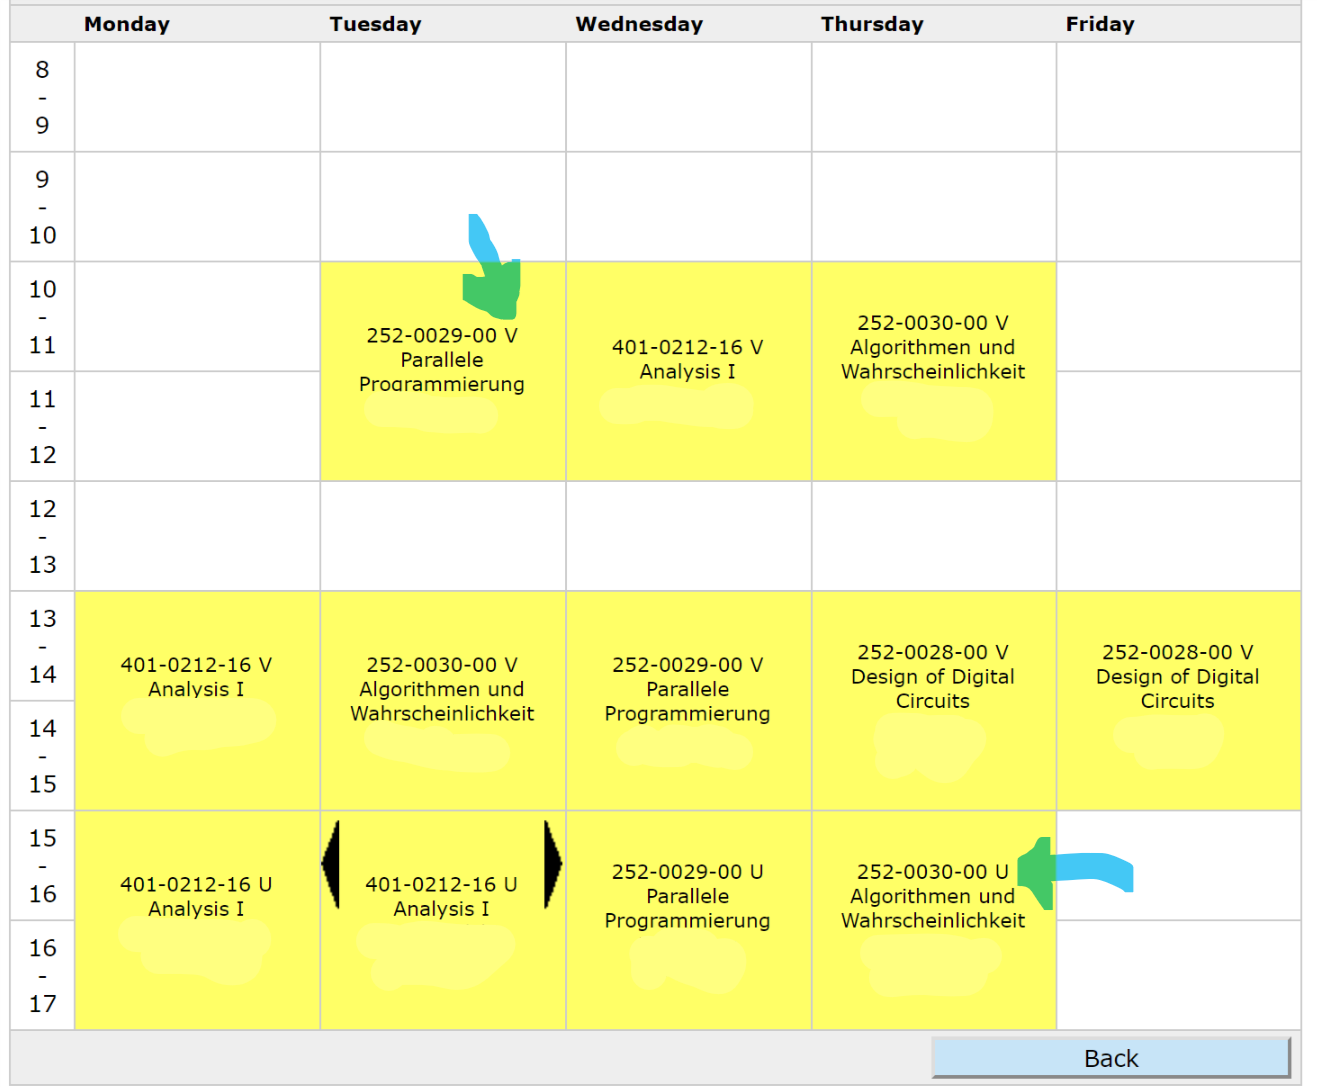 Monday Tuesday Wednesday Thursday Friday
8
-
9
9
-
10
10
-
11
252-0029-00 V
Parallele
Programmierung
401-0212-16 V
Analysis I
252-0030-00 V
Algorithmen und
Wahrscheinlichkeit
11
-
12
12
-
13
13
-
14
401-0212-16 V
Analysis I
252-0030-00 V
Algorithmen und
Wahrscheinlichkeit
252-0029-00 V
Parallele
Programmierung
252-0028-00 V
Design of Digital
Circuits
252-0028-00 V
Design of Digital
Circuits
14
-
15
15
-
16
401-0212-16 U
Analysis I
401-0212-16 U
Analysis I
252-0029-00 U
Parallele
Programmierung
252-0030-00 U
Algorithmen und
Wahrscheinlichkeit
16
-
17
Back